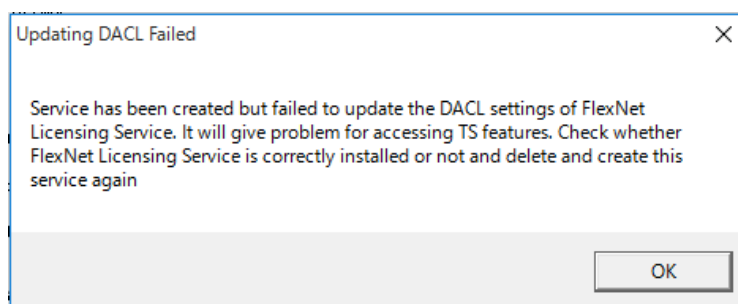 Updating DACL Failed
Service has been created but failed to update the DACL settings of FlexNet
Licensing Service. It will give problem for accessing TS features. Check whether
FlexNet Licensing Service is correctly installed or not and delete and create this
service again
OK